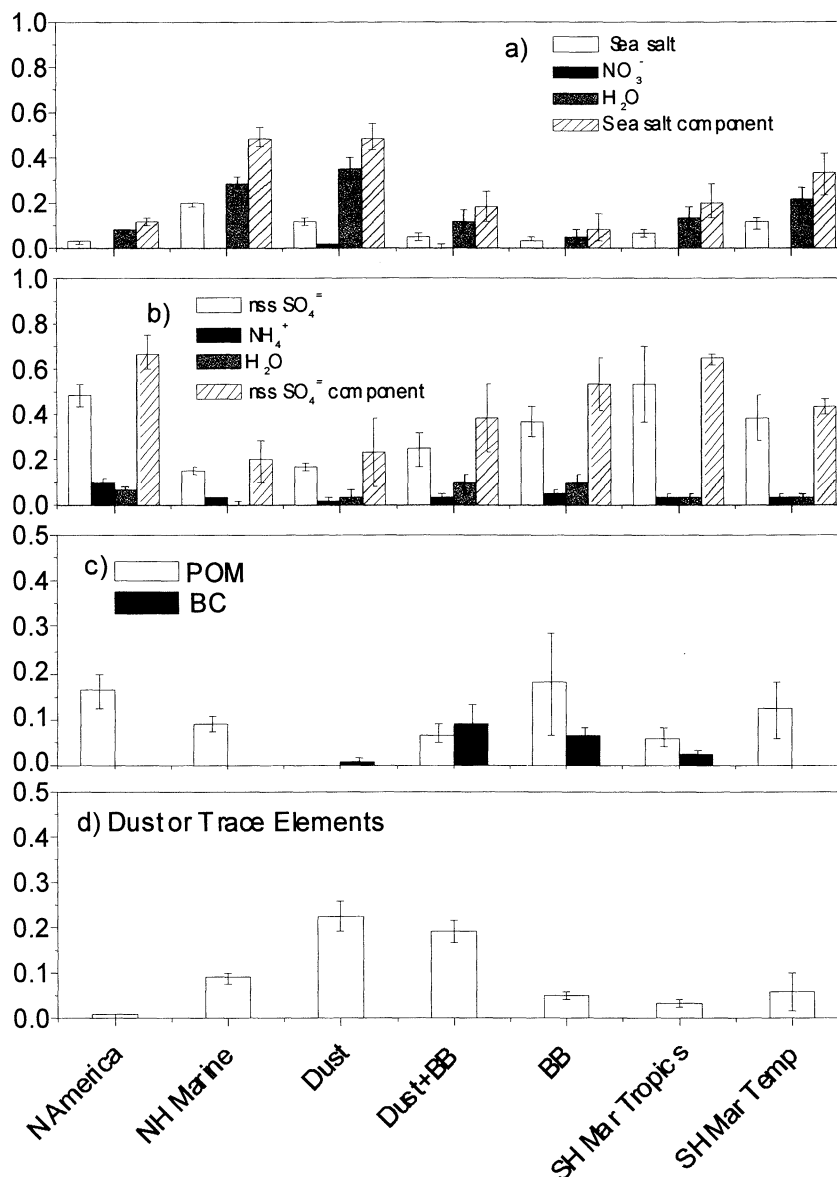 1.0
0.8
0.6
0.4
0.2
0.0
a)
Sea salt
NO₃⁻
H₂O
Sea salt component
1.0
0.8
0.6
0.4
0.2
0.0
b)
nss SO₄⁼
NH₄⁺
H₂O
nss SO₄⁼ component
0.5
0.4
0.3
0.2
0.1
0.0
c)
POM
BC
0.5
0.4
0.3
0.2
0.1
0.0
d) Dust or Trace Elements
N America
NH Marine
Dust
Dust+BB
BB
SH Mar Tropics
SH Mar Temp